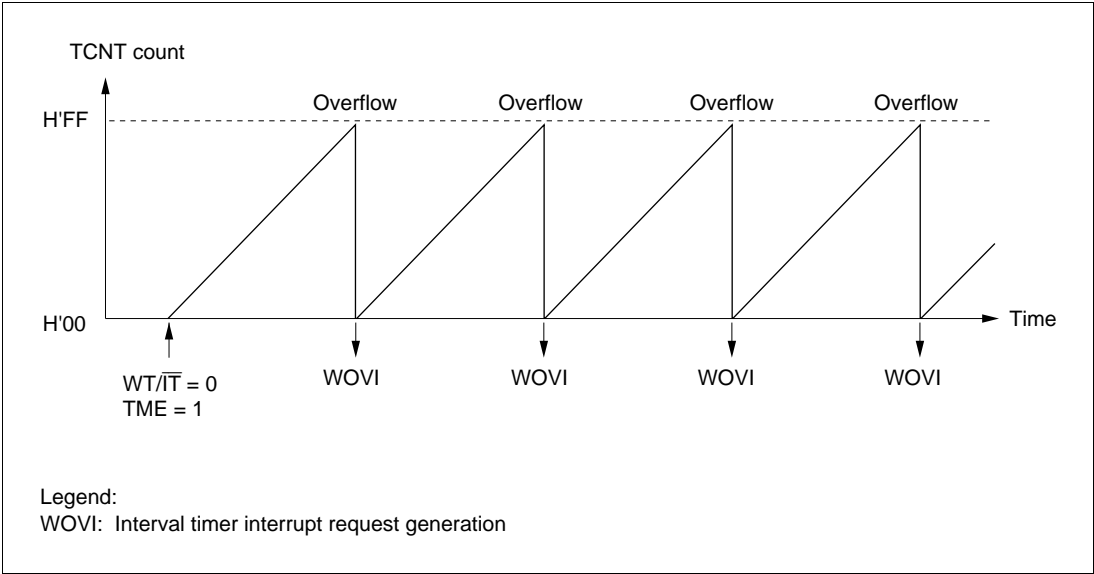 TCNT count
Overflow Overflow Overflow Overflow
H'FF
H'00
Time
WT/I̅T̅ = 0
TME = 1
WOVI WOVI WOVI WOVI
Legend:
WOVI: Interval timer interrupt request generation